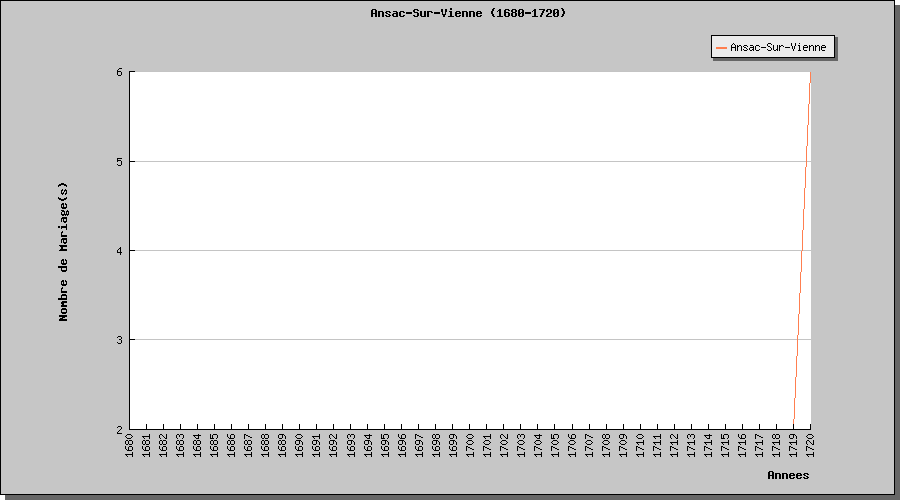 Ansac-Sur-Vienne (1680-1720)
Ansac-Sur-Vienne
Nombre de Mariage(s)
6
5
4
3
2
1680 1681 1682 1683 1684 1685 1686 1687 1688 1689 1690 1691 1692 1693 1694 1695 1696 1697 1698 1699 1700 1701 1702 1703 1704 1705 1706 1707 1708 1709 1710 1711 1712 1713 1714 1715 1716 1717 1718 1719 1720
Annees